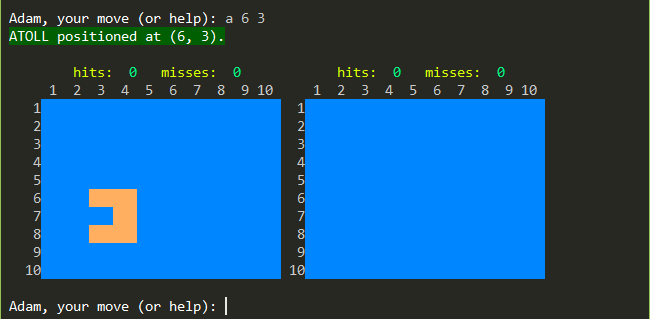 Adam, your move (or help): a 6 3
ATOLL positioned at (6, 3).
hits: 0 misses: 0 hits: 0 misses: 0
1 2 3 4 5 6 7 8 9 10 1 2 3 4 5 6 7 8 9 10
1 1
2 2
3 3
4 4
5 5
6 6
7 7
8 8
9 9
10 10
Adam, your move (or help):